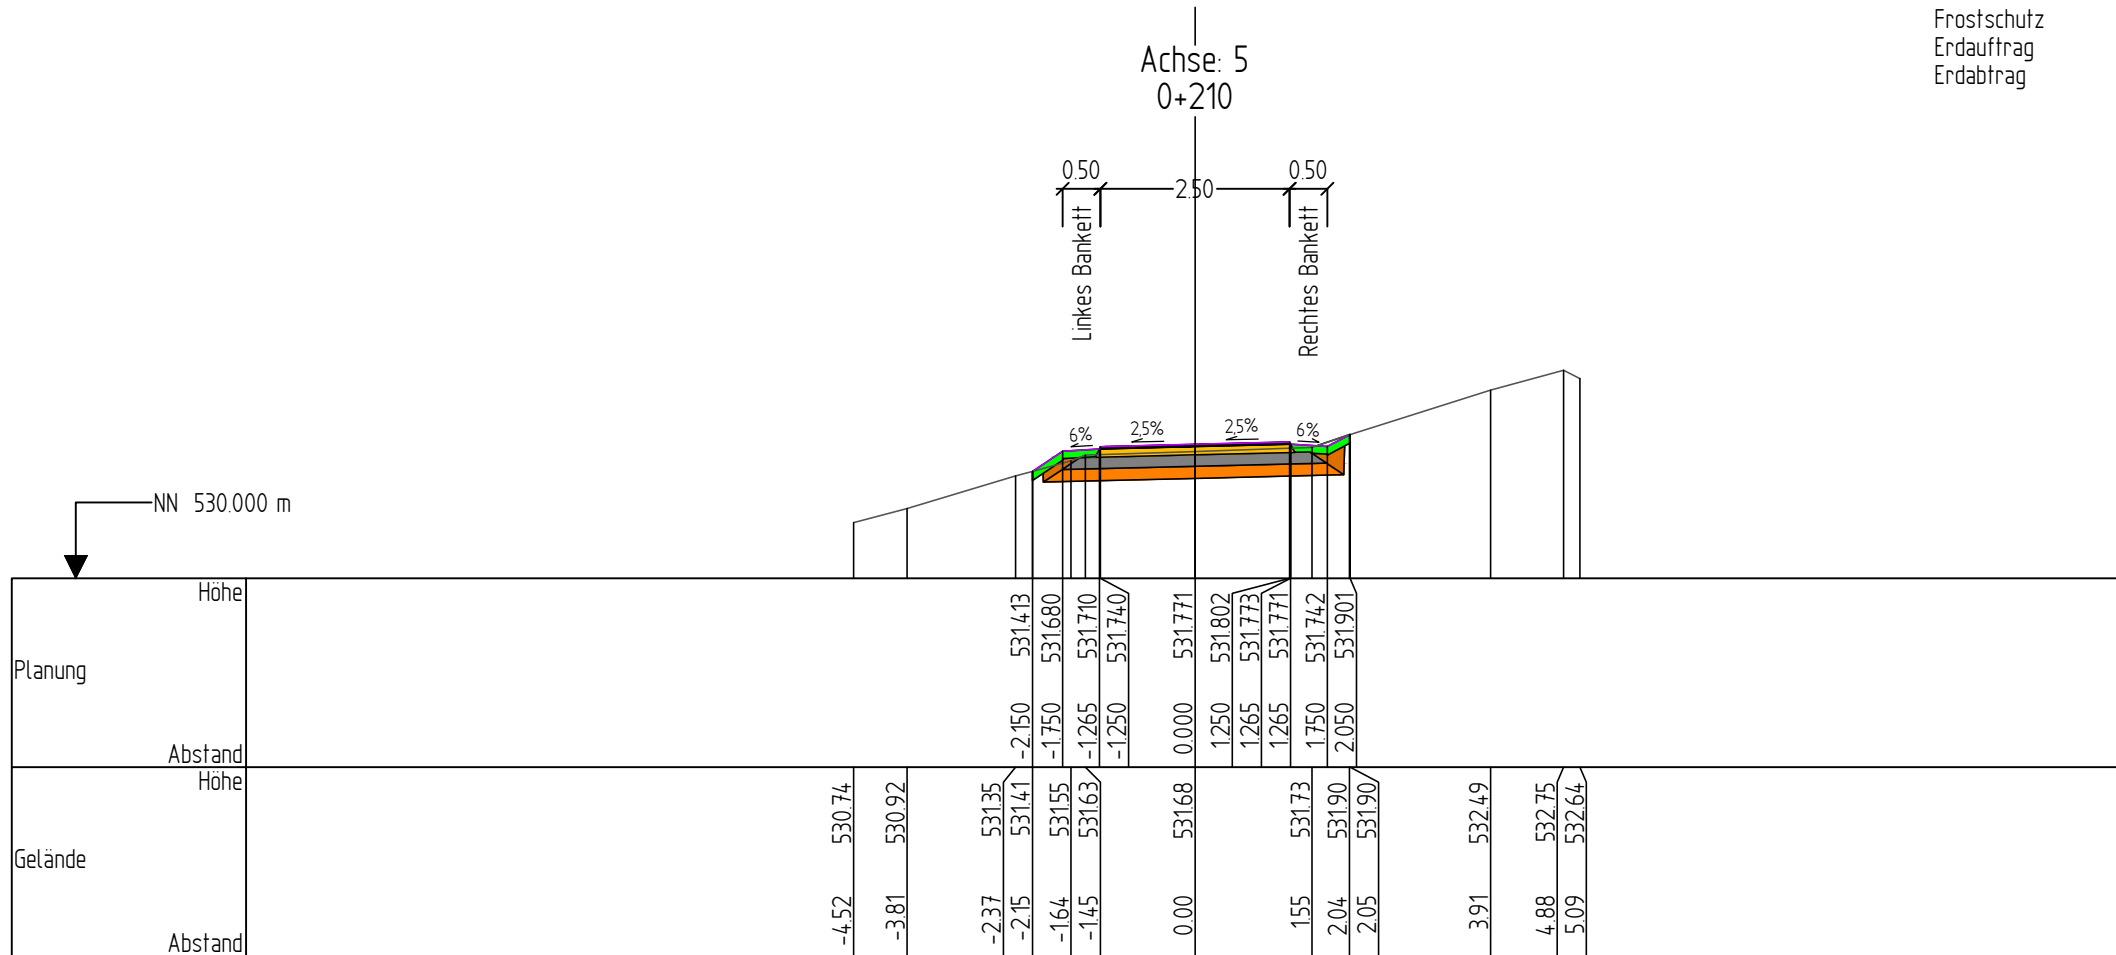 Frostschutz
Erdauftrag
Erdabtrag
Achse: 5
0+210
0.50 2.50 0.50
Linkes Bankett
Rechtes Bankett
6% 2,5% 2,5% 6%
NN 530.000 m
Planung
Höhe
531.413 531.680 531.710 531.740 531.771 531.802 531.773 531.771 531.742 531.901
Abstand
-2.150 -1.750 -1.265 -1.250 0.000 1.250 1.265 1.265 1.750 2.050
Gelände
Höhe
530.74 530.92 531.35 531.41 531.55 531.63 531.68 531.73 531.90 531.90 532.49 532.75 532.64
Abstand
-4.52 -3.81 -2.37 -2.15 -1.64 -1.45 0.00 1.55 2.04 2.05 3.91 4.88 5.09